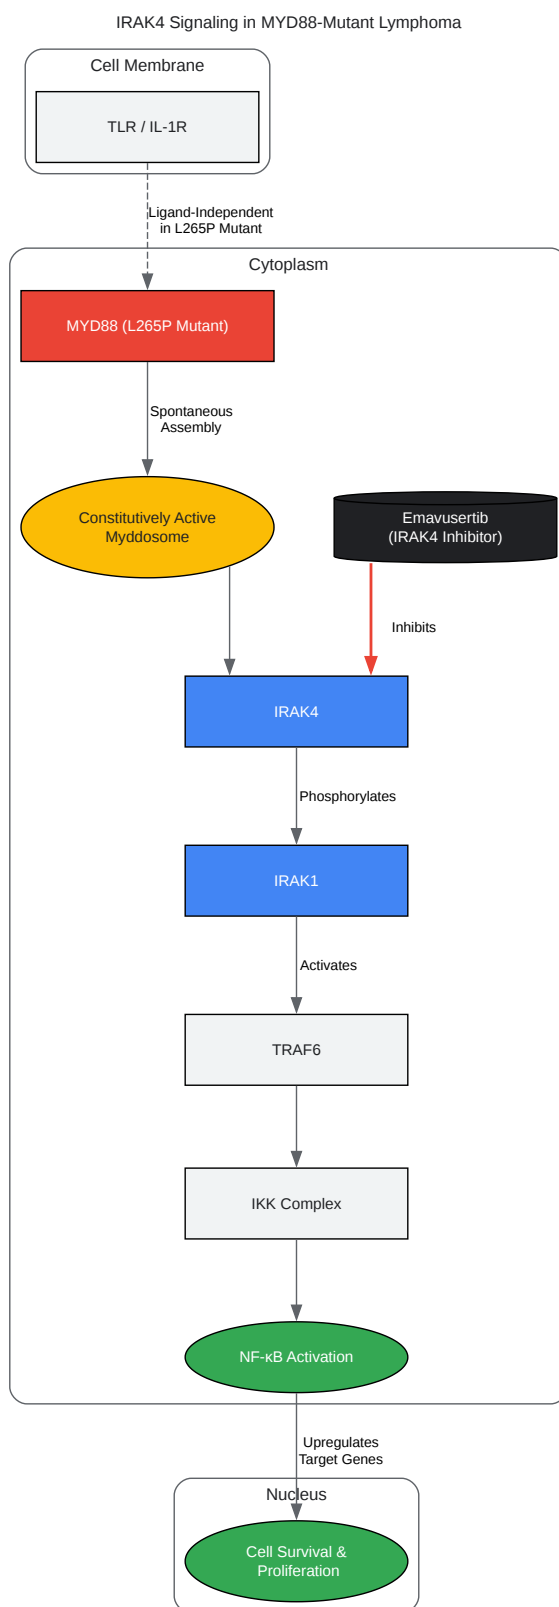 IRAK4 Signaling in MYD88-Mutant Lymphoma
Cell Membrane
TLR / IL-1R
Ligand-Independent
in L265P Mutant
Cytoplasm
MYD88 (L265P Mutant)
Spontaneous
Assembly
Constitutively Active
Myddosome
Emavusertib
(IRAK4 Inhibitor)
Inhibits
IRAK4
Phosphorylates
IRAK1
Activates
TRAF6
IKK Complex
NF-κB Activation
Upregulates
Target Genes
Nucleus
Cell Survival &
Proliferation